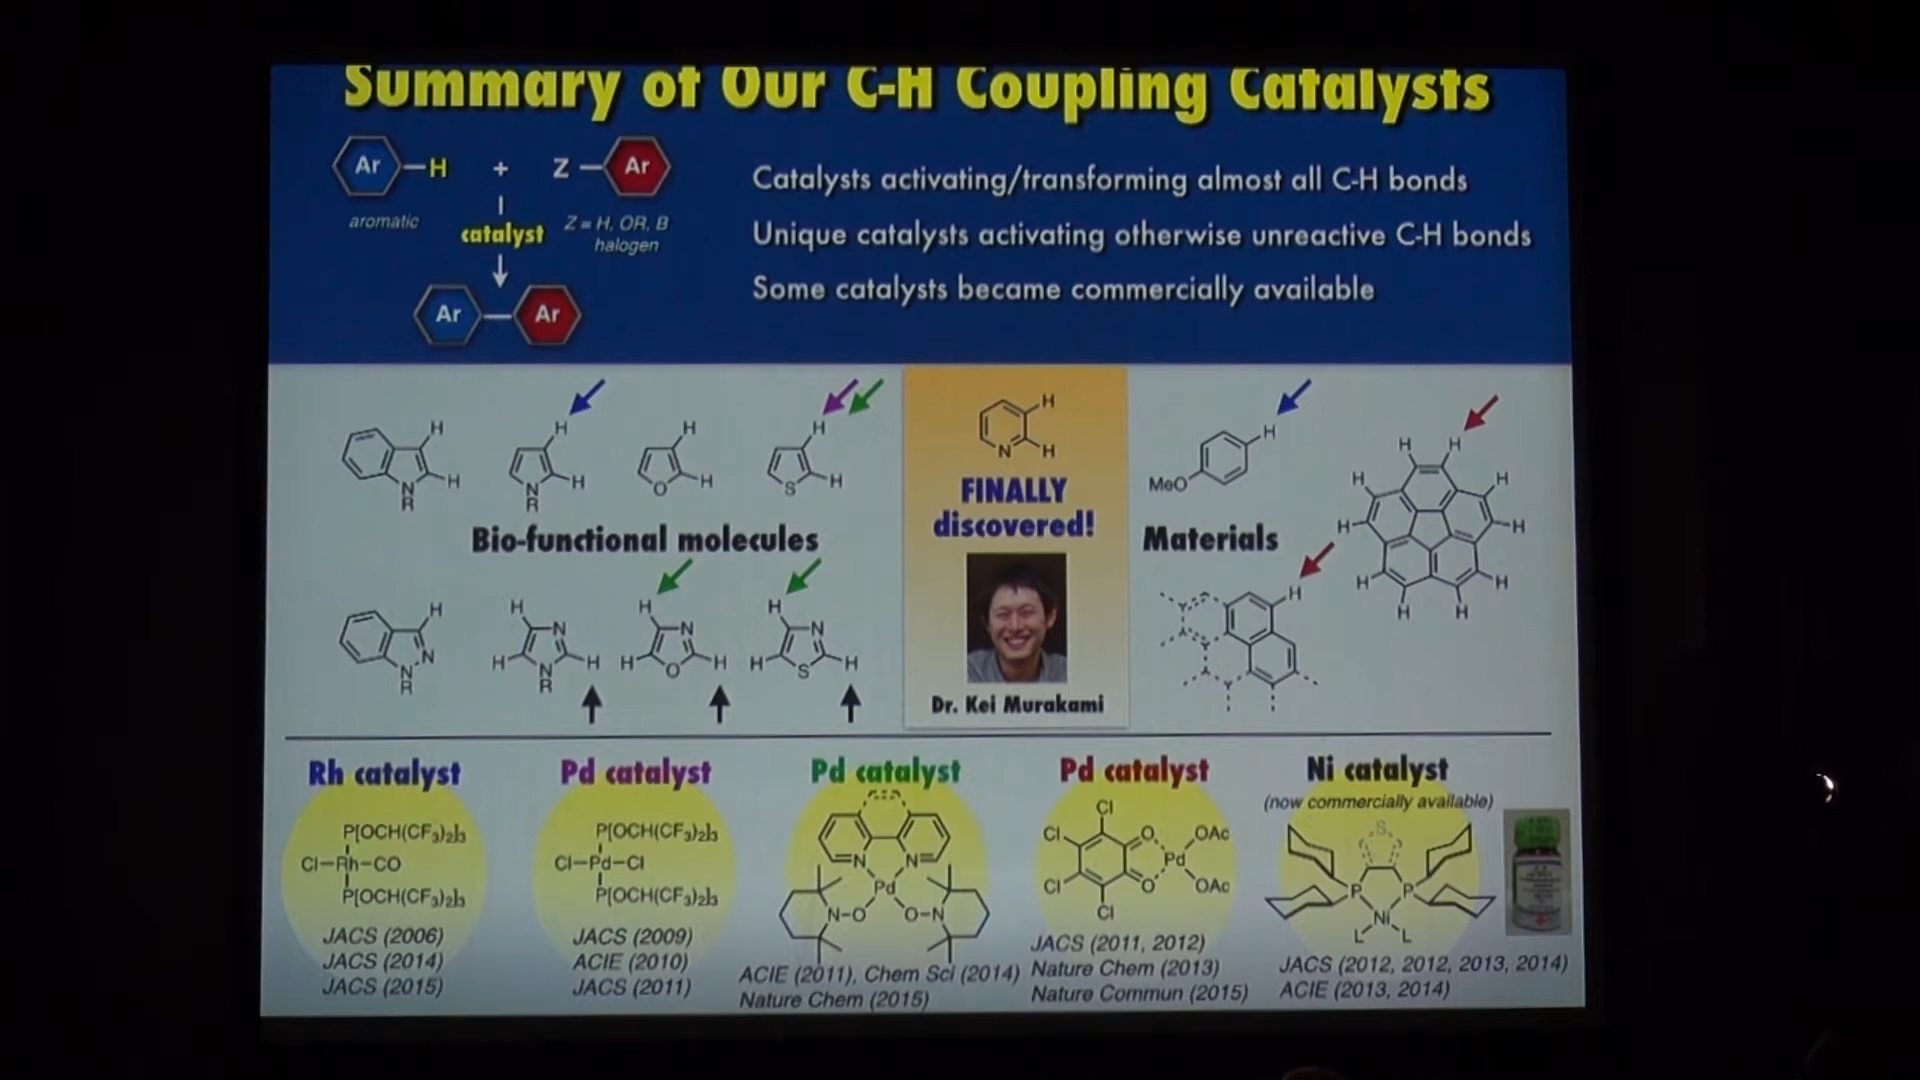 Summary of Our C-H Coupling Catalysts
Ar H + Z Ar
aromatic
catalyst
Z = H, OR, B
halogen
Ar Ar
Catalysts activating/transforming almost all C-H bonds
Unique catalysts activating otherwise unreactive C-H bonds
Some catalysts became commercially available
H H N R
H H N R
H H O
H H S
Bio-functional molecules
H N N R
H N H H N R
H N H H O
H N H H S
H H N
FINALLY
discovered!
Dr. Kei Murakami
H MeO
Materials
H
H H H H H H H H H H
Rh catalyst
P[OCH(CF3)2]3
Cl–Rh–CO
P[OCH(CF3)2]3
JACS (2006)
JACS (2014)
JACS (2015)
Pd catalyst
P[OCH(CF3)2]3
Cl–Pd–Cl
P[OCH(CF3)2]3
JACS (2009)
ACIE (2010)
JACS (2011)
Pd catalyst
N N
Pd
N–O O–N
ACIE (2011), Chem Sci (2014)
Nature Chem (2015)
Pd catalyst
Cl
Cl O OAc
Pd
Cl O OAc
Cl
JACS (2011, 2012)
Nature Chem (2013)
Nature Commun (2015)
Ni catalyst
(now commercially available)
S
P P
Ni
L L
JACS (2012, 2012, 2013, 2014)
ACIE (2013, 2014)